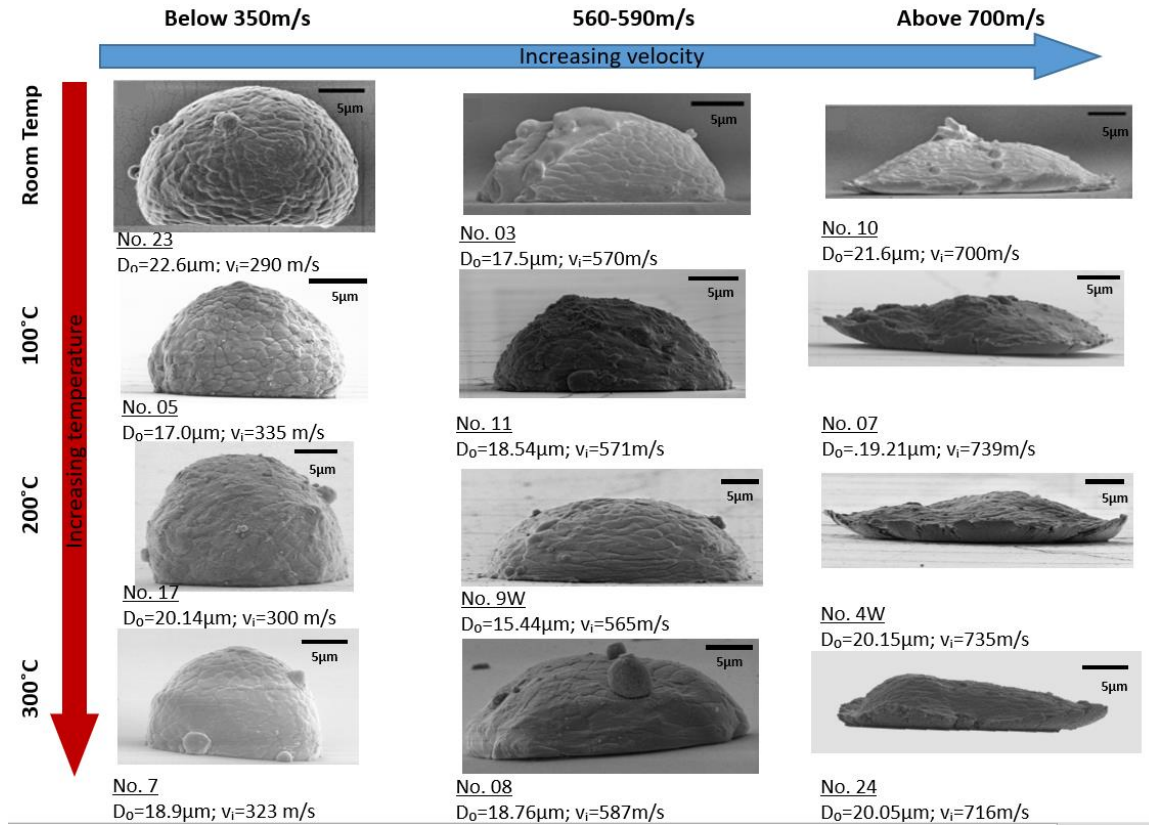 Below 350m/s
560-590m/s
Above 700m/s
Increasing velocity
Room Temp
5μm
5μm
5μm
No. 23
D₀=22.6μm; vᵢ=290 m/s
No. 03
D₀=17.5μm; vᵢ=570m/s
No. 10
D₀=21.6μm; vᵢ=700m/s
Increasing temperature
100°C
5μm
5μm
5μm
No. 05
D₀=17.0μm; vᵢ=335 m/s
No. 11
D₀=18.54μm; vᵢ=571m/s
No. 07
D₀=.19.21μm; vᵢ=739m/s
200°C
5μm
5μm
5μm
No. 17
D₀=20.14μm; vᵢ=300 m/s
No. 9W
D₀=15.44μm; vᵢ=565m/s
No. 4W
D₀=20.15μm; vᵢ=735m/s
300°C
5μm
5μm
5μm
No. 7
D₀=18.9μm; vᵢ=323 m/s
No. 08
D₀=18.76μm; vᵢ=587m/s
No. 24
D₀=20.05μm; vᵢ=716m/s